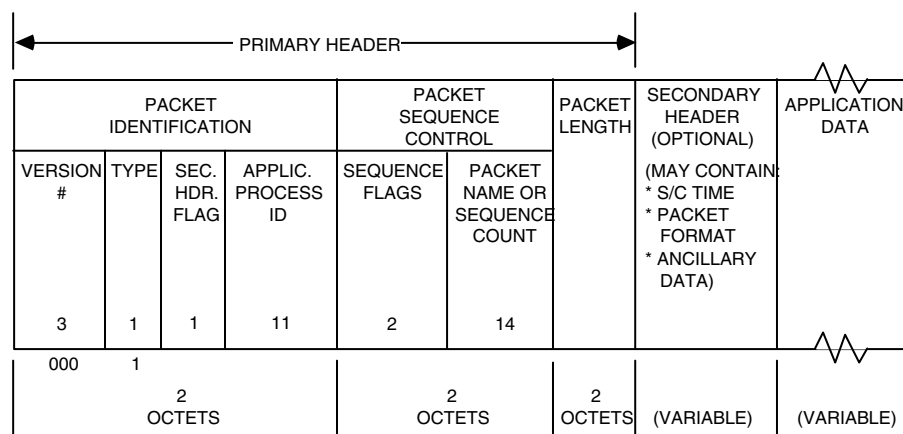 PRIMARY HEADER
PACKET
IDENTIFICATION
PACKET
SEQUENCE
CONTROL
PACKET
LENGTH
SECONDARY
HEADER
(OPTIONAL)
(MAY CONTAIN:
* S/C TIME
* PACKET
FORMAT
* ANCILLARY
DATA)
APPLICATION
DATA
VERSION
#
TYPE
SEC.
HDR.
FLAG
APPLIC.
PROCESS
ID
SEQUENCE
FLAGS
PACKET
NAME OR
SEQUENCE
COUNT
3
1
1
11
2
14
000
1
2
OCTETS
2
OCTETS
2
OCTETS
(VARIABLE)
(VARIABLE)